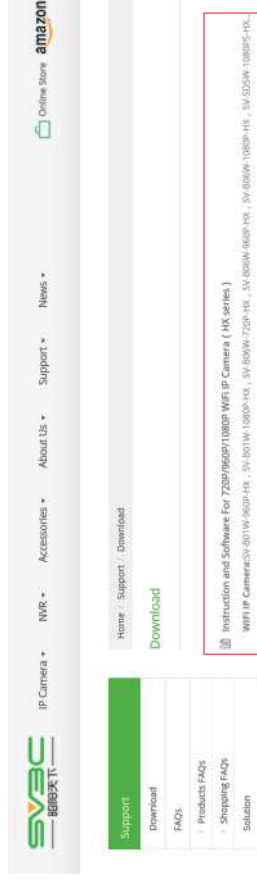 SV3C
IP Camera
NVR
Accessories
About Us
Support
News
Online Store amazon
Home / Support / Download
Support
Download
FAQs
Products FAQs
Shopping FAQs
Solution
Download
Instruction and Software For 720P/960P/1080P WiFi IP Camera ( HX series )
WIFI IP Camera:SV-B01W-960P-HX , SV-B01W-1080P-HX , SV-B06W-720P-HX , SV-B06W-960P-HX , SV-B06W-1080P-HX , SV-SD5W-1080PS-HX...